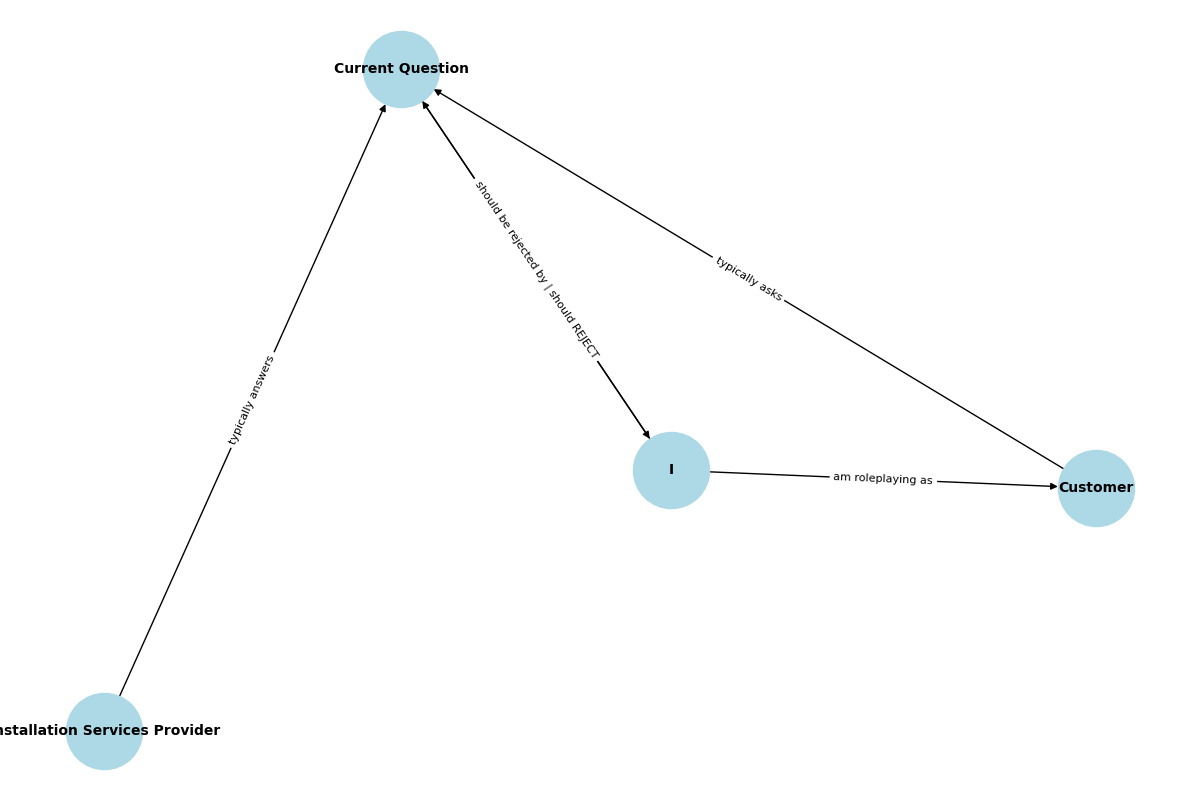 Current Question
should be rejected by | should REJECT
typically asks
typically answers
I
am roleplaying as
Customer
nstallation Services Provider